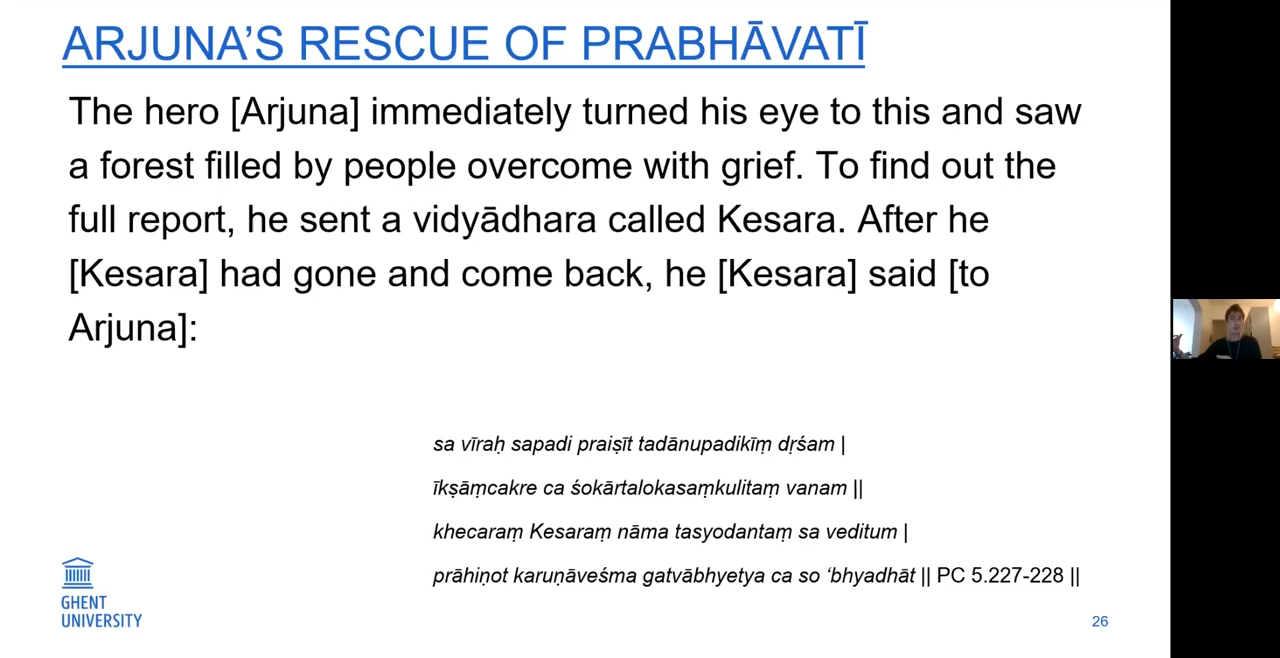 ARJUNA’S RESCUE OF PRABHĀVATĪ
The hero [Arjuna] immediately turned his eye to this and saw
a forest filled by people overcome with grief. To find out the
full report, he sent a vidyādhara called Kesara. After he
[Kesara] had gone and come back, he [Kesara] said [to
Arjuna]:
sa vīraḥ sapadi praiṣīt tadānupadikīṃ dṛśam |
īkṣāṃcakre ca śokārtalokasaṃkulitaṃ vanam ||
khecaraṃ Kesaraṃ nāma tasyodantaṃ sa veditum |
prāhiṇot karuṇāveśma gatvābhyetya ca so ‘bhyadhāt || PC 5.227-228 ||
GHENT
UNIVERSITY
26